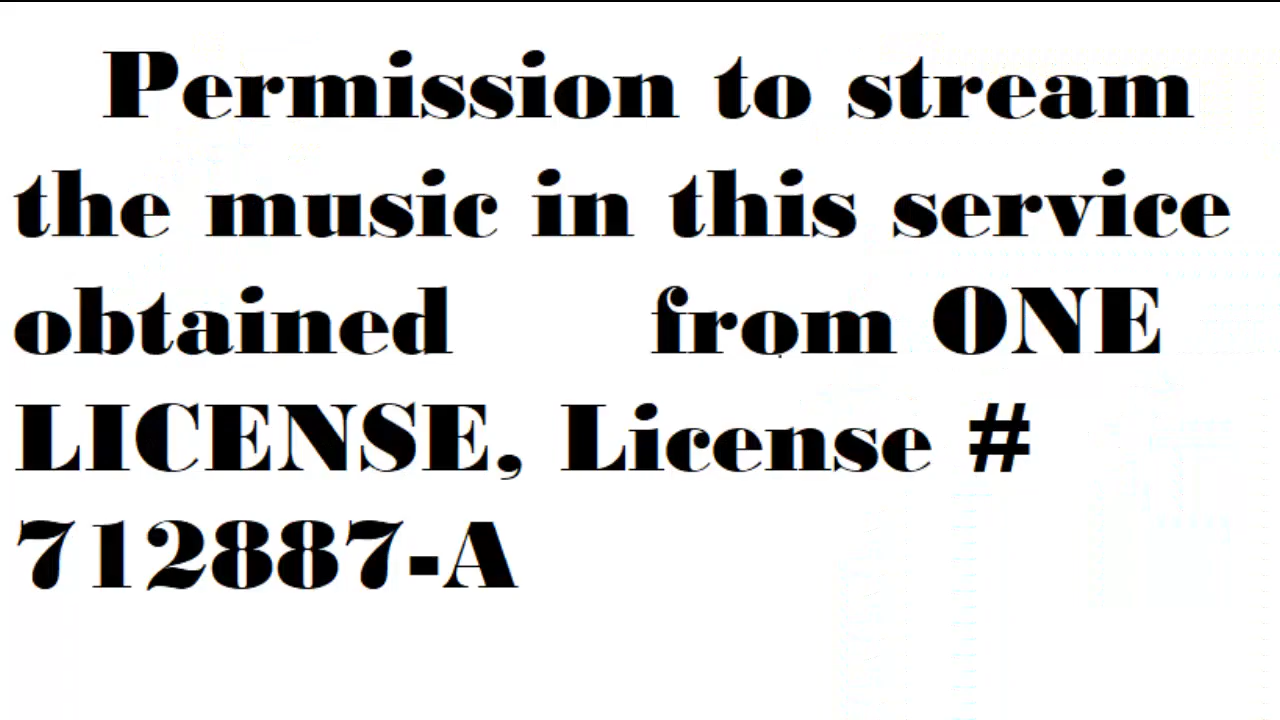 Permission to stream
the music in this service
obtained from ONE
LICENSE, License #
712887-A